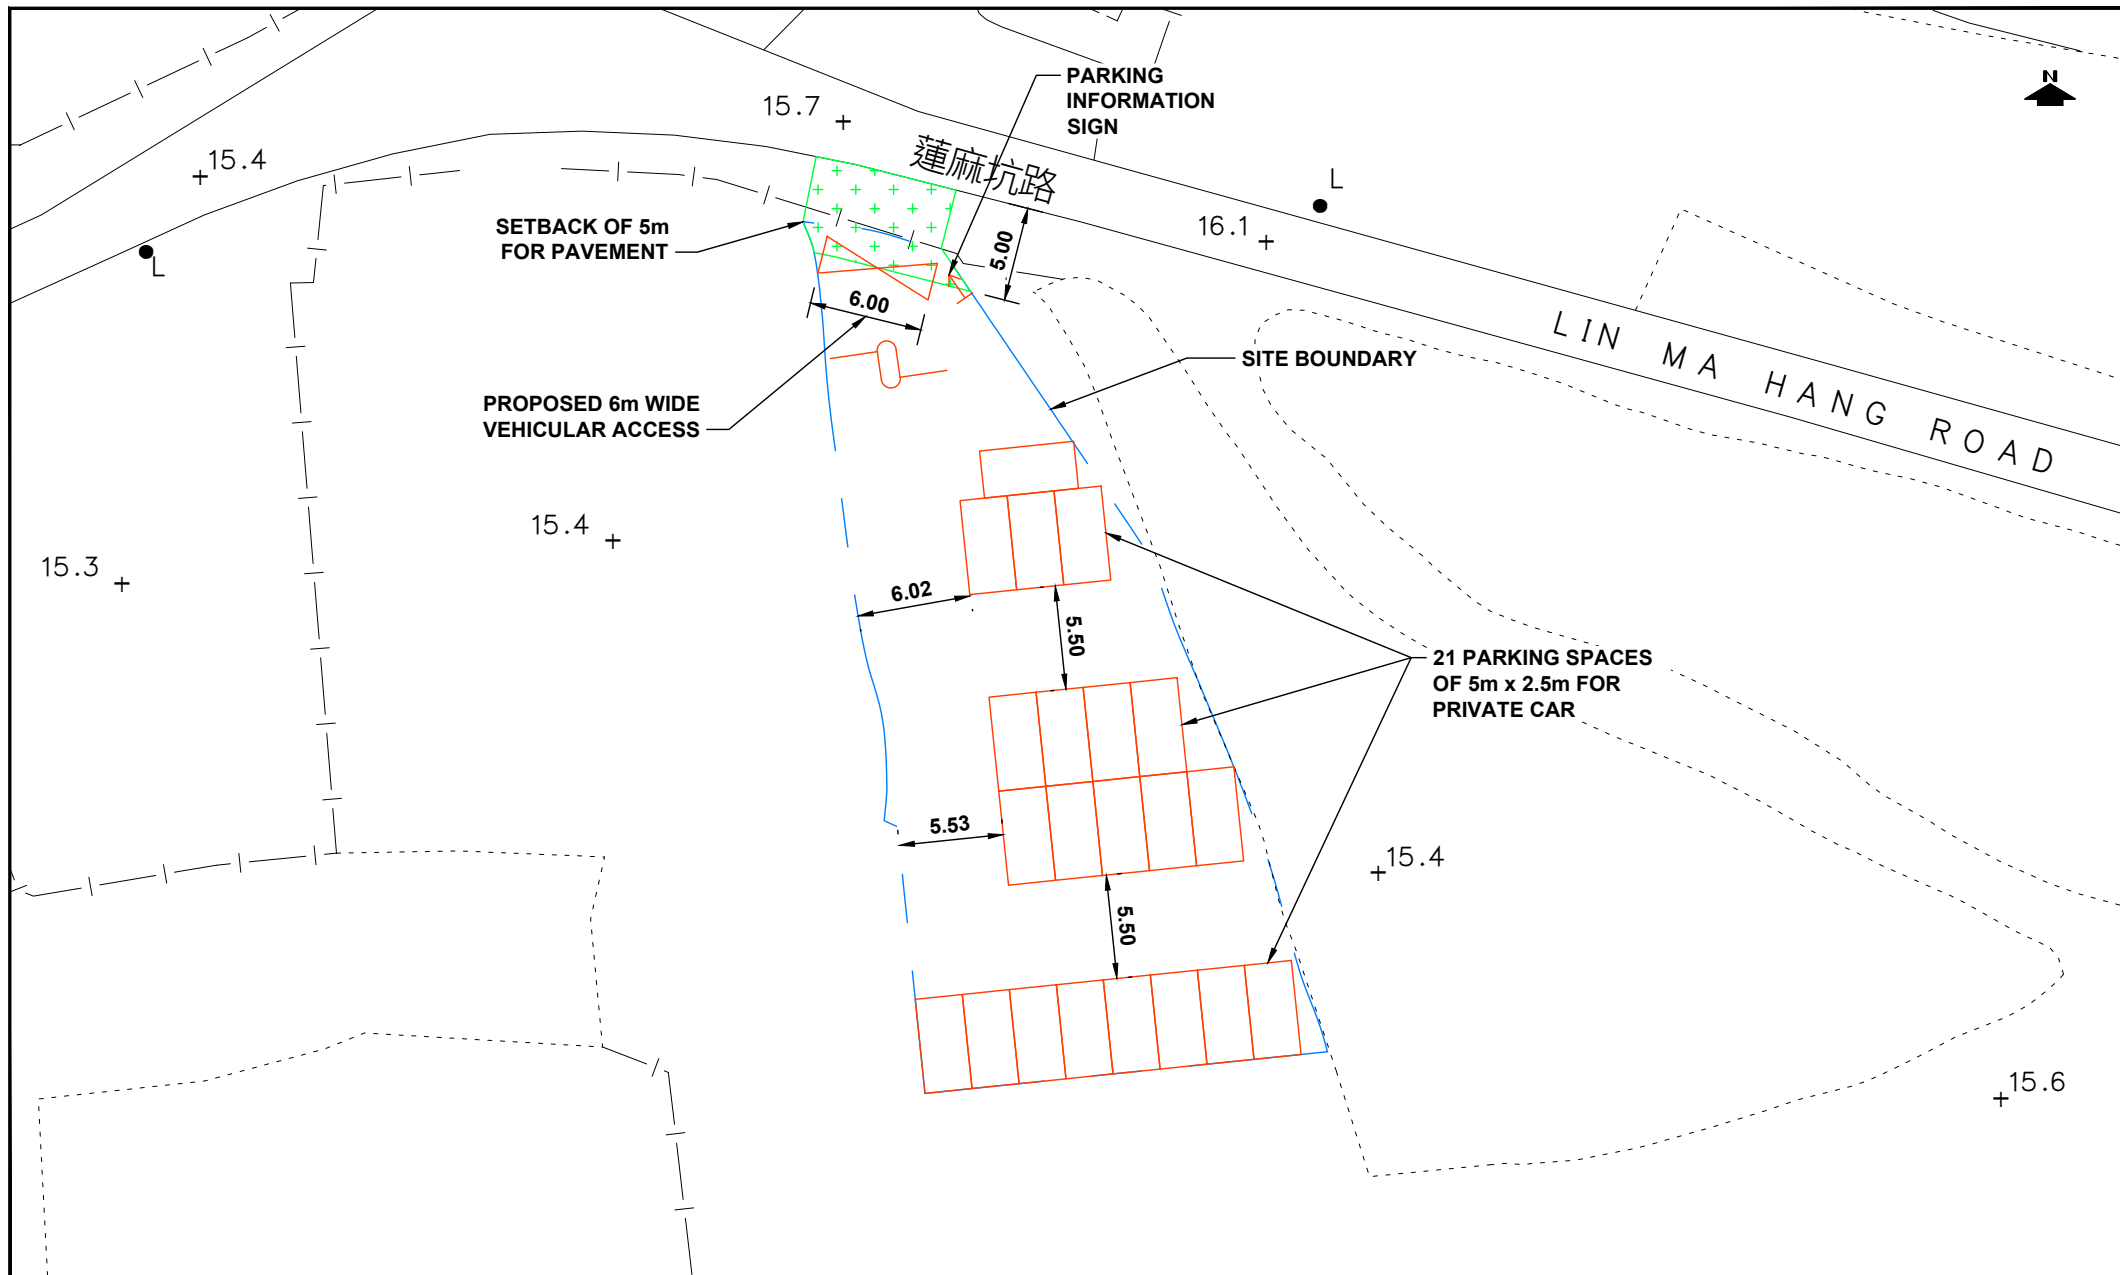 PARKING
INFORMATION
SIGN
N
15.7
蓮麻坑路
15.4
L
L
SETBACK OF 5m
FOR PAVEMENT
16.1
5.00
6.00
LIN MA HANG ROAD
SITE BOUNDARY
PROPOSED 6m WIDE
VEHICULAR ACCESS
15.4
15.3
6.02
5.50
21 PARKING SPACES
OF 5m x 2.5m FOR
PRIVATE CAR
5.53
15.4
5.50
15.6